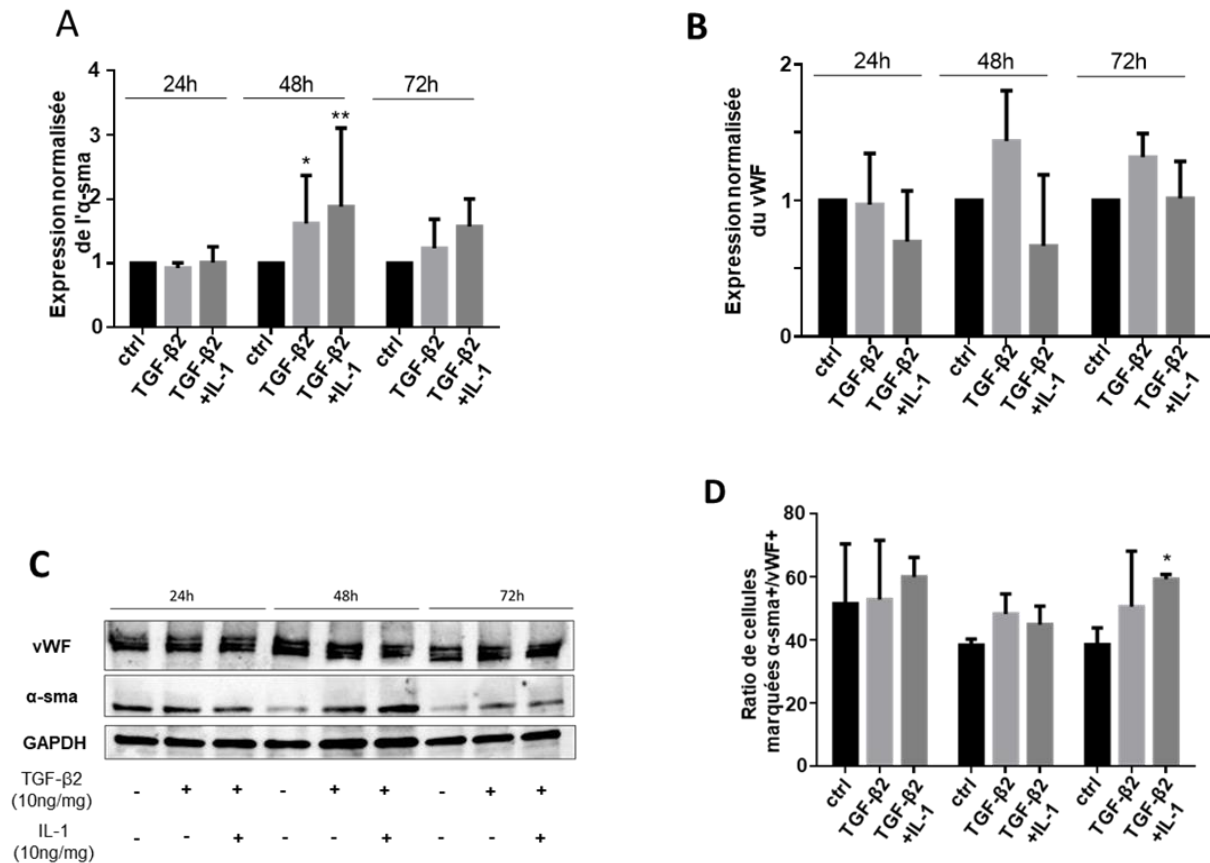 A
Expression normalisée
de l'α-sma
4
3
2
1
0
24h
48h
72h
*
**
ctrl
TGF-β2
TGF-β2
+IL-1
ctrl
TGF-β2
TGF-β2
+IL-1
ctrl
TGF-β2
TGF-β2
+IL-1
B
Expression normalisée
du vWF
2
1
0
24h
48h
72h
ctrl
TGF-β2
TGF-β2
+IL-1
ctrl
TGF-β2
TGF-β2
+IL-1
ctrl
TGF-β2
TGF-β2
+IL-1
C
24h 48h 72h
vWF
α-sma
GAPDH
TGF-β2 - + + - + + - + +
(10ng/mg)
IL-1 - - + - - + - - +
(10ng/mg)
D
Ratio de cellules
marquées α-sma+/vWF+
80
60
40
20
0
*
ctrl
TGF-β2
TGF-β2
+IL-1
ctrl
TGF-β2
TGF-β2
+IL-1
ctrl
TGF-β2
TGF-β2
+IL-1